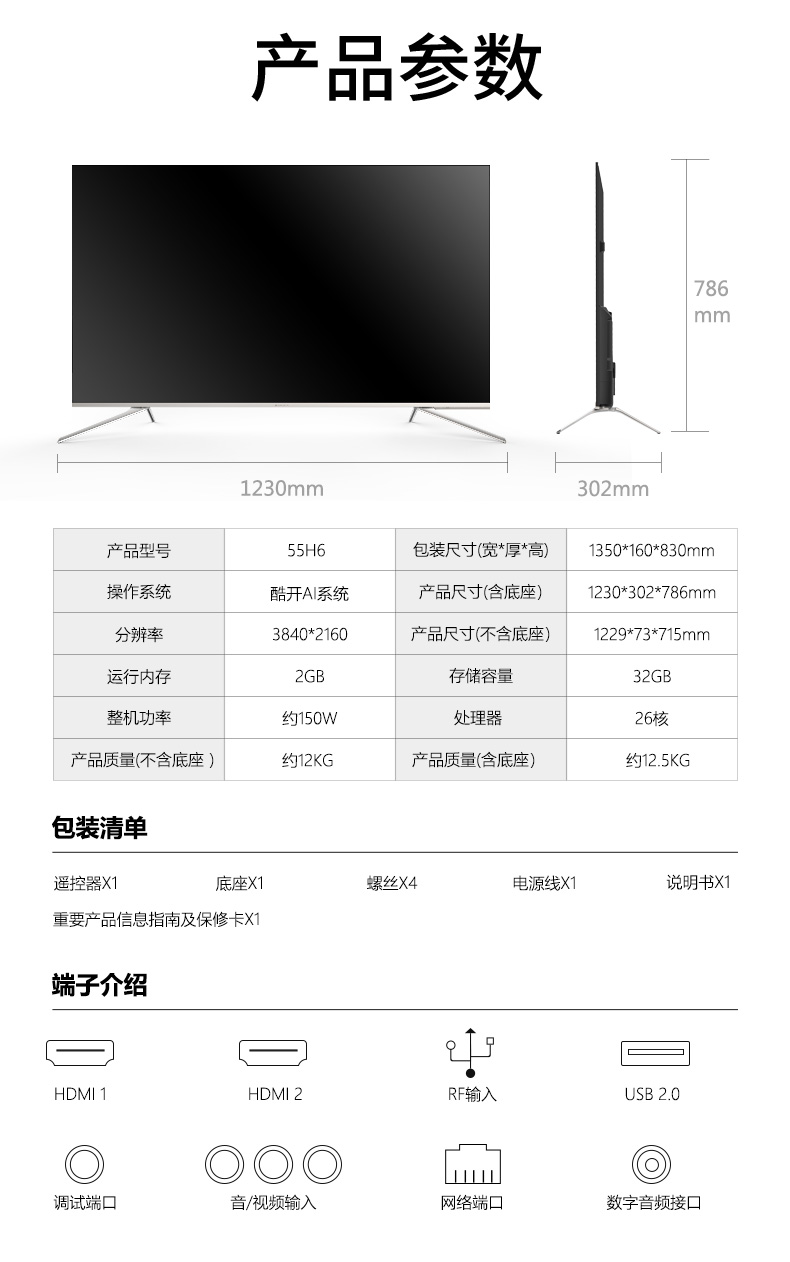 产品参数
786
mm
1230mm
302mm
产品型号
55H6
包装尺寸(宽*厚*高)
1350*160*830mm
操作系统
酷开AI系统
产品尺寸(含底座)
1230*302*786mm
分辨率
3840*2160
产品尺寸(不含底座)
1229*73*715mm
运行内存
2GB
存储容量
32GB
整机功率
约150W
处理器
26核
产品质量(不含底座 )
约12KG
产品质量(含底座)
约12.5KG
包装清单
遥控器X1
底座X1
螺丝X4
电源线X1
说明书X1
重要产品信息指南及保修卡X1
端子介绍
HDMI 1
HDMI 2
RF输入
USB 2.0
调试端口
音/视频输入
网络端口
数字音频接口